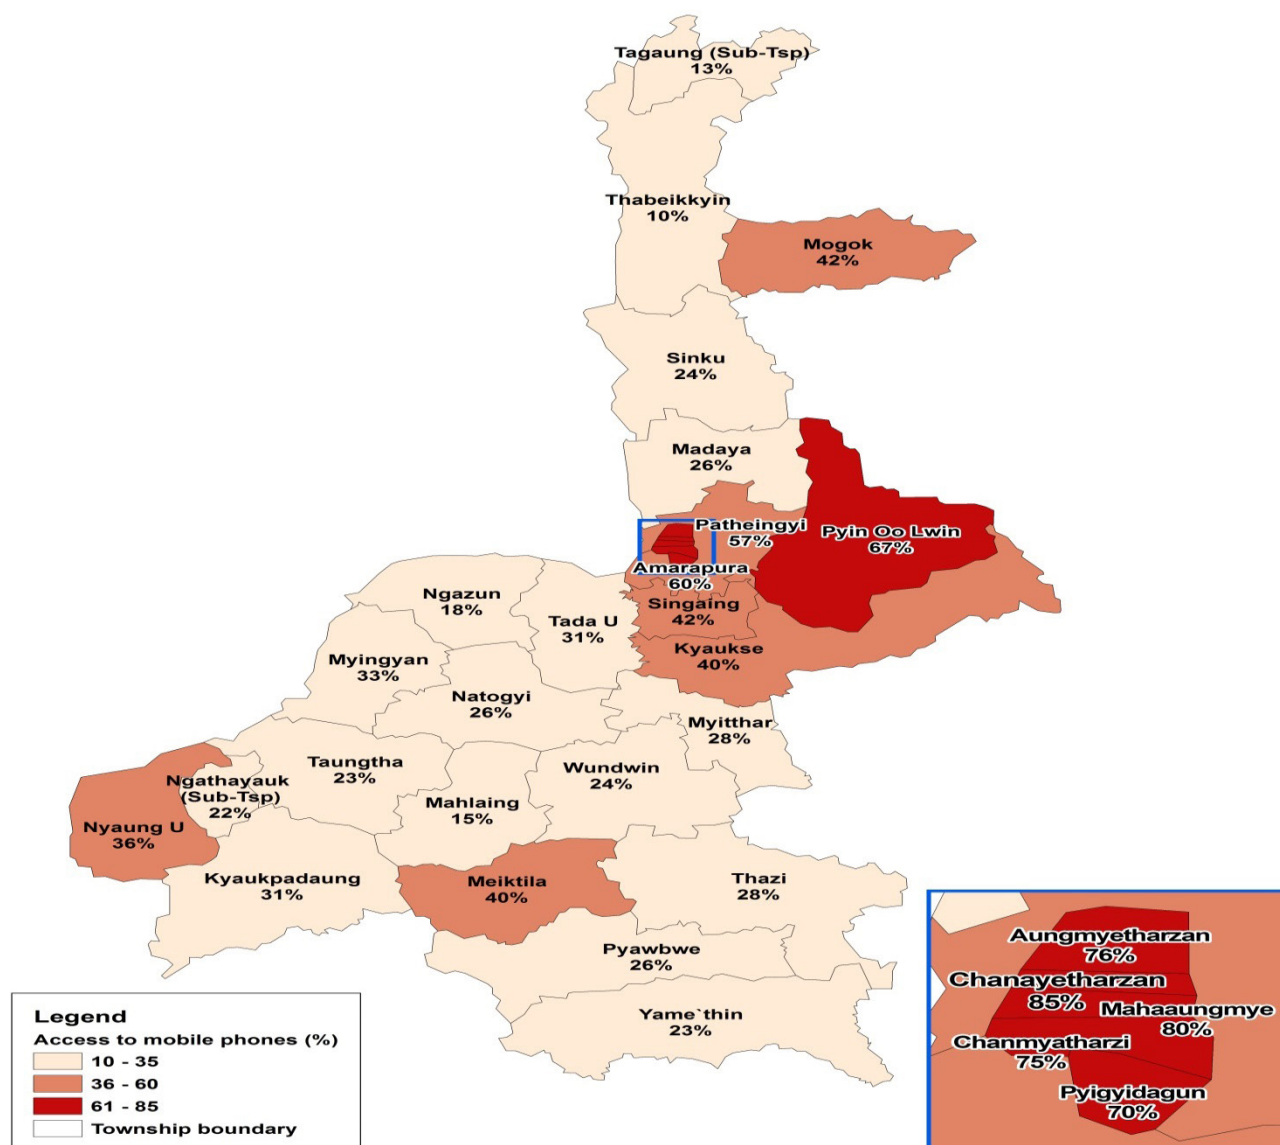 Tagaung (Sub-Tsp)
13%
Thabeikkyin
10%
Mogok
42%
Sinku
24%
Madaya
26%
Patheingyi
57%
Pyin Oo Lwin
67%
Amarapura
60%
Ngazun
18%
Tada U
31%
Singaing
42%
Kyaukse
40%
Myingyan
33%
Natogyi
26%
Myitthar
28%
Taungtha
23%
Wundwin
24%
Ngathayauk
(Sub-Tsp)
22%
Mahlaing
15%
Nyaung U
36%
Kyaukpadaung
31%
Meiktila
40%
Thazi
28%
Pyawbwe
26%
Yame`thin
23%
Aungmyetharzan
76%
Chanayetharzan
85%
Mahaaungmye
80%
Chanmyatharzi
75%
Pyigyidagun
70%
Legend
Access to mobile phones (%)
10 - 35
36 - 60
61 - 85
Township boundary